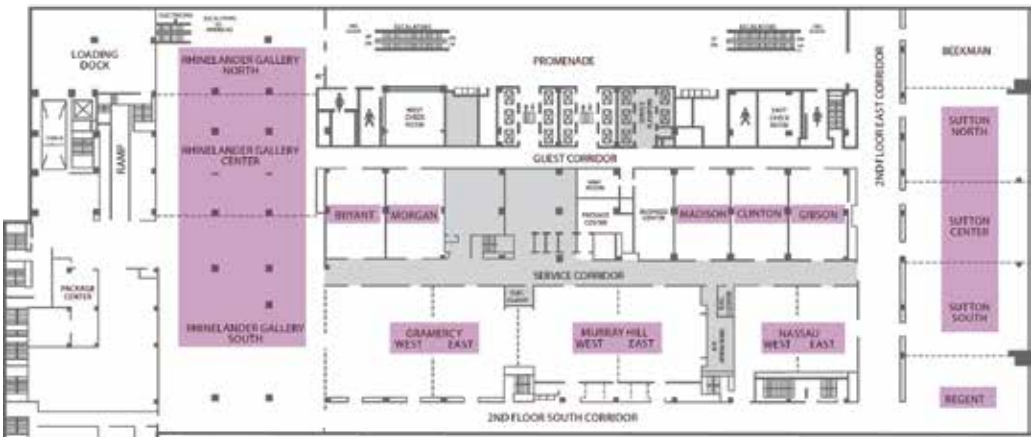 ESCALATORS
ESCALATORS
LOADING
DOCK
RHINELANDER GALLERY
NORTH
PROMENADE
BEEKMAN
WEST
CHECK
ROOM
EAST
CHECK
ROOM
SUTTON
NORTH
RAMP
RHINELANDER GALLERY
CENTER
GUEST CORRIDOR
2ND FLOOR EAST CORRIDOR
BRYANT
MORGAN
BUSINESS
CENTER
MADISON
CLINTON
GIBSON
SUTTON
CENTER
PACKAGE
CENTER
SERVICE CORRIDOR
SUTTON
SOUTH
RHINELANDER GALLERY
SOUTH
GRAMERCY
WEST EAST
MURRAY HILL
WEST EAST
NASSAU
WEST EAST
REGENT
2ND FLOOR SOUTH CORRIDOR